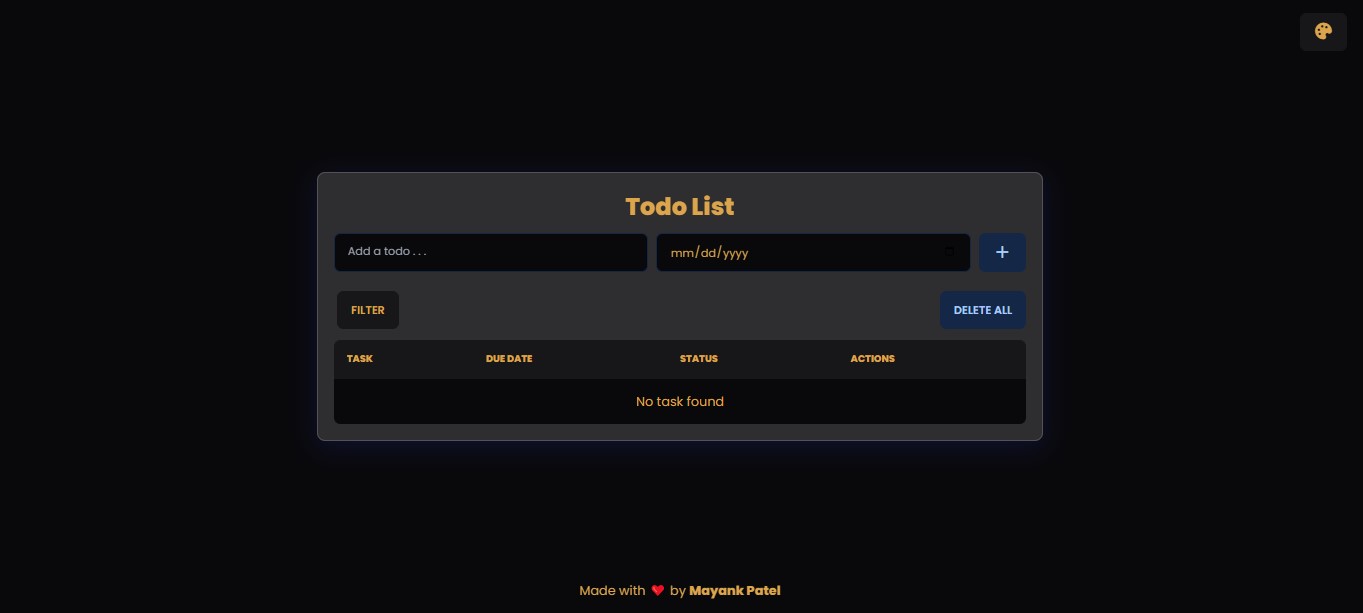 Todo List
Add a todo . . .
mm/dd/yyyy
+
FILTER
DELETE ALL
TASK DUE DATE STATUS ACTIONS
No task found
Made with ❤ by Mayank Patel